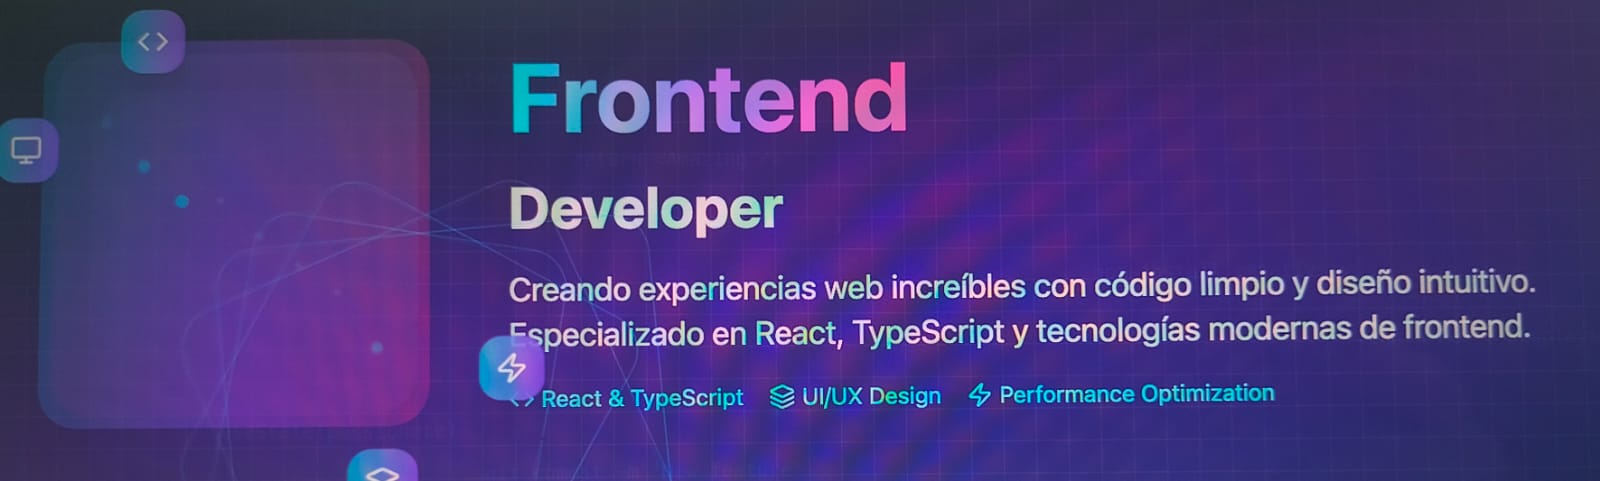 Frontend
Developer
Creando experiencias web increíbles con código limpio y diseño intuitivo.
Especializado en React, TypeScript y tecnologías modernas de frontend.
React & TypeScript UI/UX Design Performance Optimization